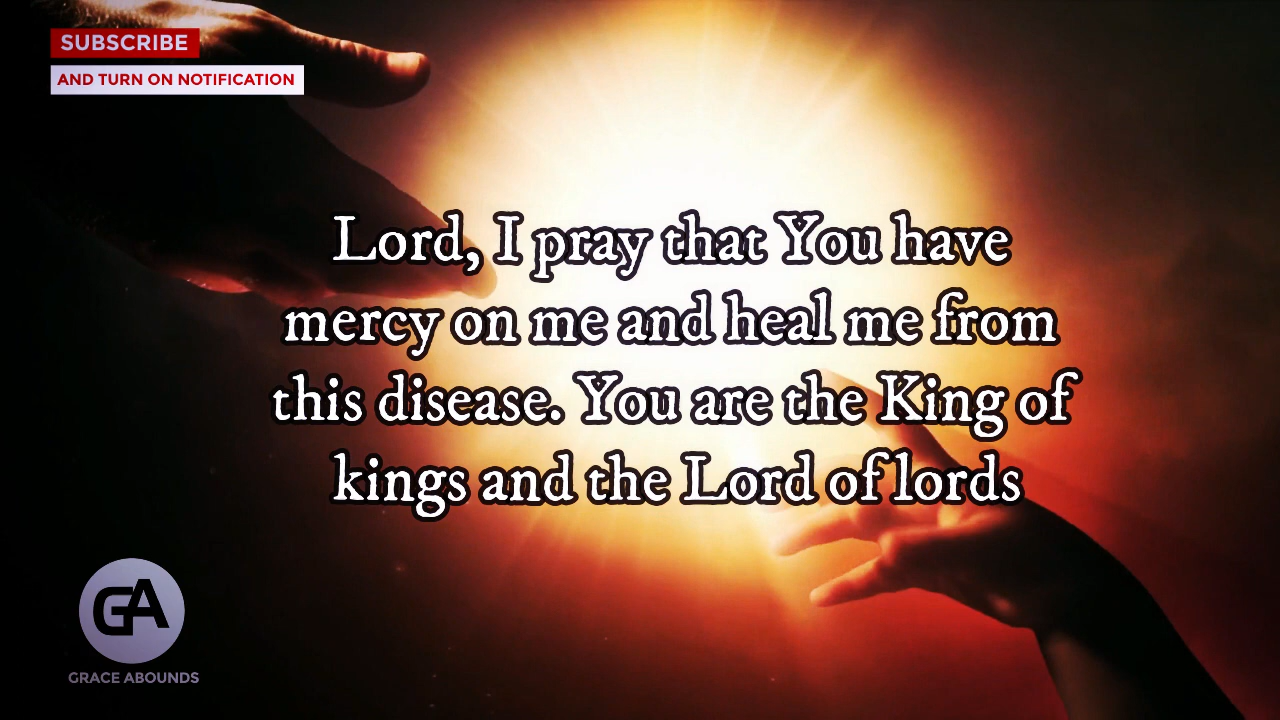 SUBSCRIBE
AND TURN ON NOTIFICATION
Lord, I pray that You have
mercy on me and heal me from
this disease. You are the King of
kings and the Lord of lords
GA
GRACE ABOUNDS